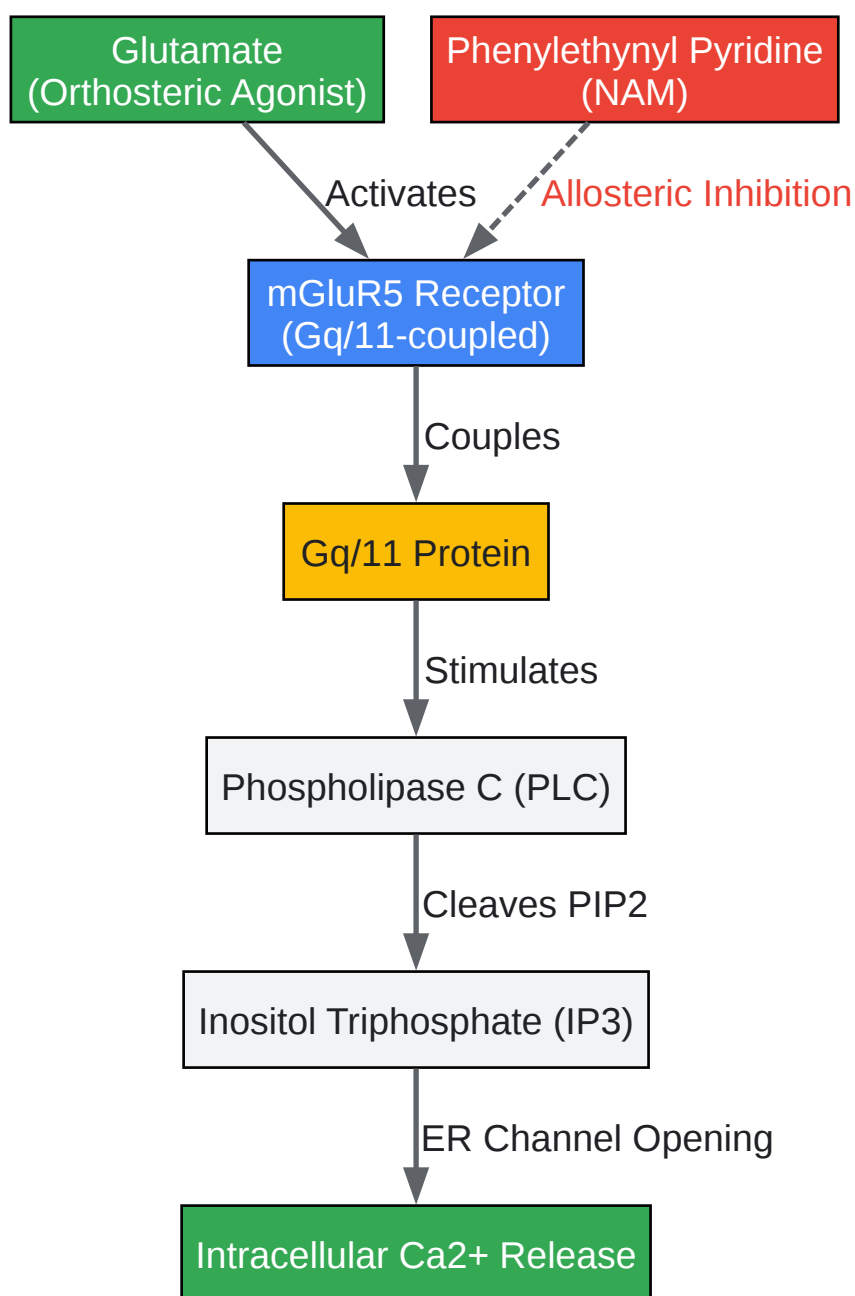 Glutamate
(Orthosteric Agonist)
Phenylethynyl Pyridine
(NAM)
Activates
Allosteric Inhibition
mGluR5 Receptor
(Gq/11-coupled)
Couples
Gq/11 Protein
Stimulates
Phospholipase C (PLC)
Cleaves PIP2
Inositol Triphosphate (IP3)
ER Channel Opening
Intracellular Ca2+ Release